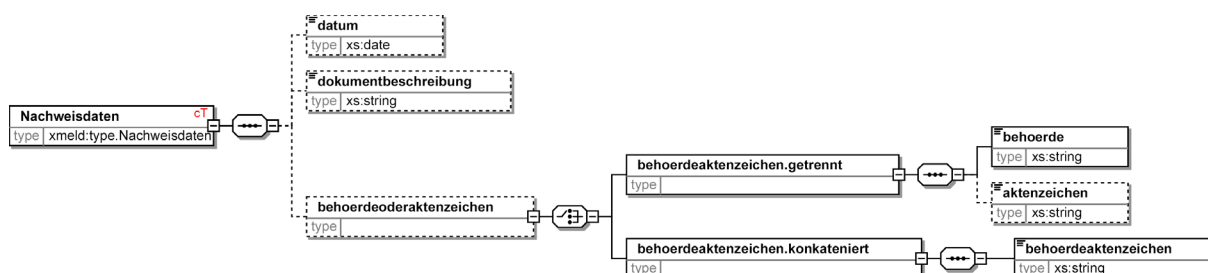 datum
type xs:date
dokumentbeschreibung
type xs:string
Nachweisdaten cT
type xmeld:type.Nachweisdaten
behoerde
type xs:string
behoerdeaktenzeichen.getrennt
type
aktenzeichen
type xs:string
behoerdeoderaktenzeichen
type
behoerdeaktenzeichen.konkateniert
type
behoerdeaktenzeichen
type xs:string